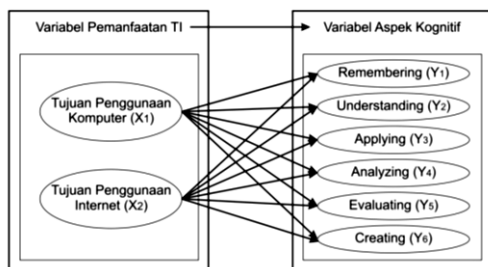 Variabel Pemanfaatan TI
Variabel Aspek Kognitif
Tujuan Penggunaan
Komputer (X1)
Tujuan Penggunaan
Internet (X2)
Remembering (Y1)
Understanding (Y2)
Applying (Y3)
Analyzing (Y4)
Evaluating (Y5)
Creating (Y6)